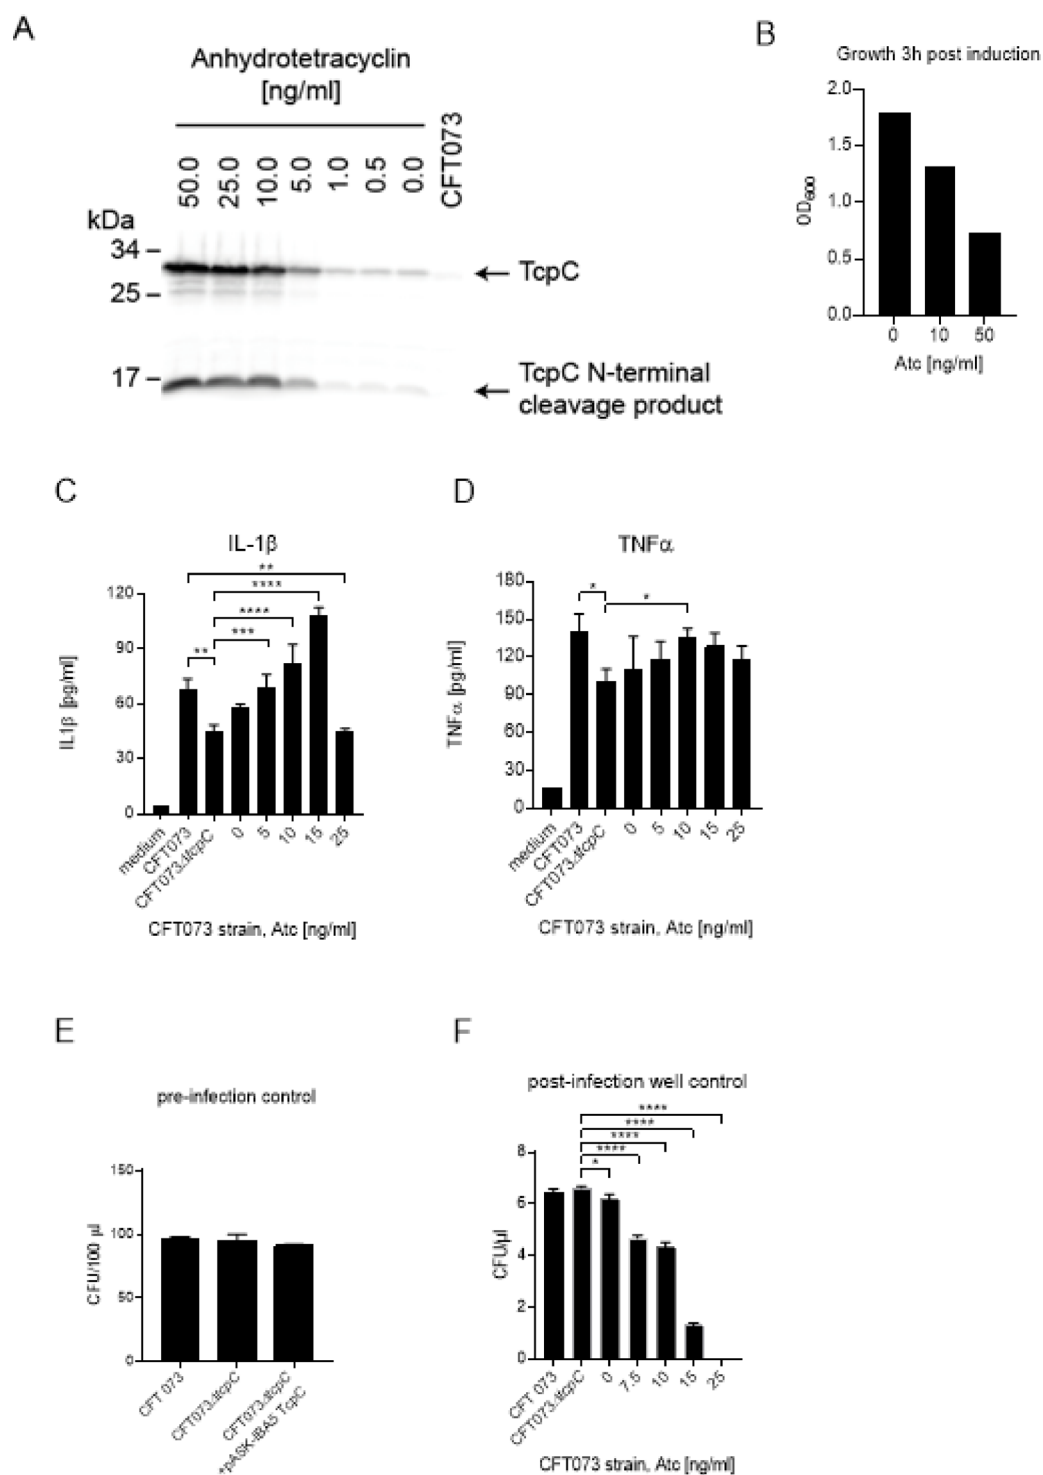 A
Anhydrotetracyclin
[ng/ml]
50.0
25.0
10.0
5.0
1.0
0.5
0.0
CFT073
kDa
34
25
17
TcpC
TcpC N-terminal
cleavage product
B
Growth 3h post induction
OD600
2.0
1.5
1.0
0.5
0.0
0 10 50
Atc [ng/ml]
C
IL-1β
**
****
****
***
**
IL1β [pg/ml]
120
90
60
30
0
medium
CFT073
CFT073ΔtcpC
0
5
10
15
25
CFT073 strain, Atc [ng/ml]
D
TNFα
*
*
TNFα [pg/ml]
180
150
120
90
60
30
0
medium
CFT073
CFT073ΔtcpC
0
5
10
15
25
CFT073 strain, Atc [ng/ml]
E
pre-infection control
CFU/100 µl
150
100
50
0
CFT 073
CFT073ΔtcpC
CFT073ΔtcpC
+pASK-IBA5 TcpC
F
post-infection well control
****
****
****
****
*
CFU/µl
8
6
4
2
0
CFT 073
CFT073ΔtcpC
0
7.5
10
15
25
CFT073 strain, Atc [ng/ml]